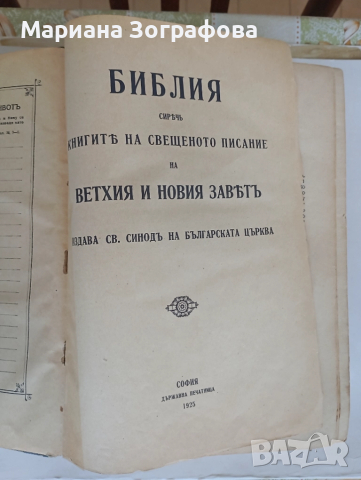 Мариана Зографова
БИБЛИЯ
СИРѢЧЬ
КНИГИТѢ НА СВЕЩЕНОТО ПИСАНИЕ
НА
ВЕТХИЯ И НОВИЯ ЗАВѢТЪ
ИЗДАВА СВ. СИНОДЪ НА БЪЛГАРСКАТА ЦЪРКВА
СОФИЯ
ДЪРЖАВНА ПЕЧАТНИЦА
1925
BAZAR